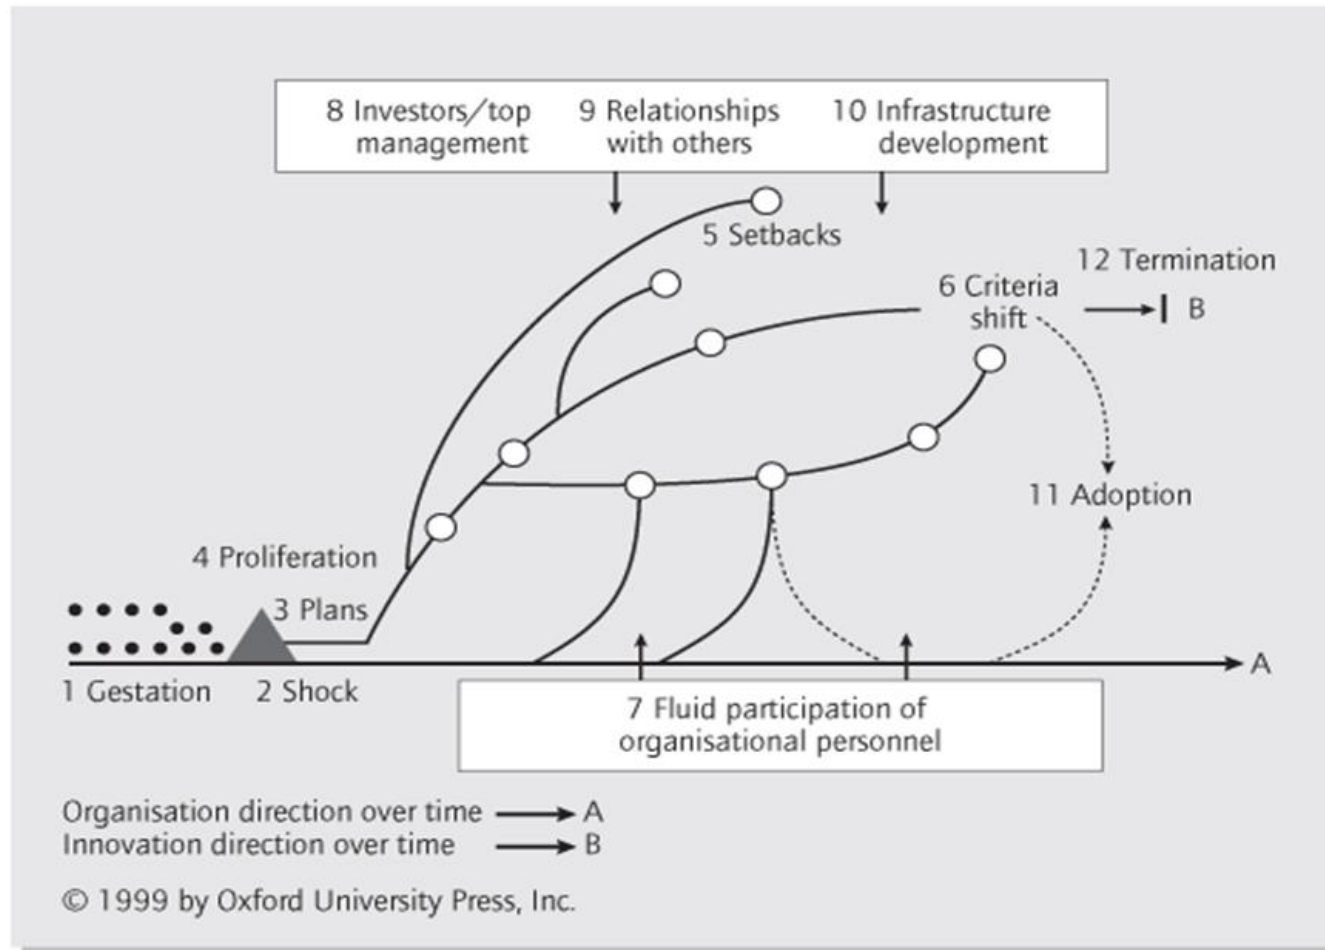 8 Investors/top management
9 Relationships with others
10 Infrastructure development
5 Setbacks
12 Termination
6 Criteria shift
B
11 Adoption
4 Proliferation
3 Plans
A
1 Gestation
2 Shock
7 Fluid participation of
organisational personnel
Organisation direction over time A
Innovation direction over time B
© 1999 by Oxford University Press, Inc.